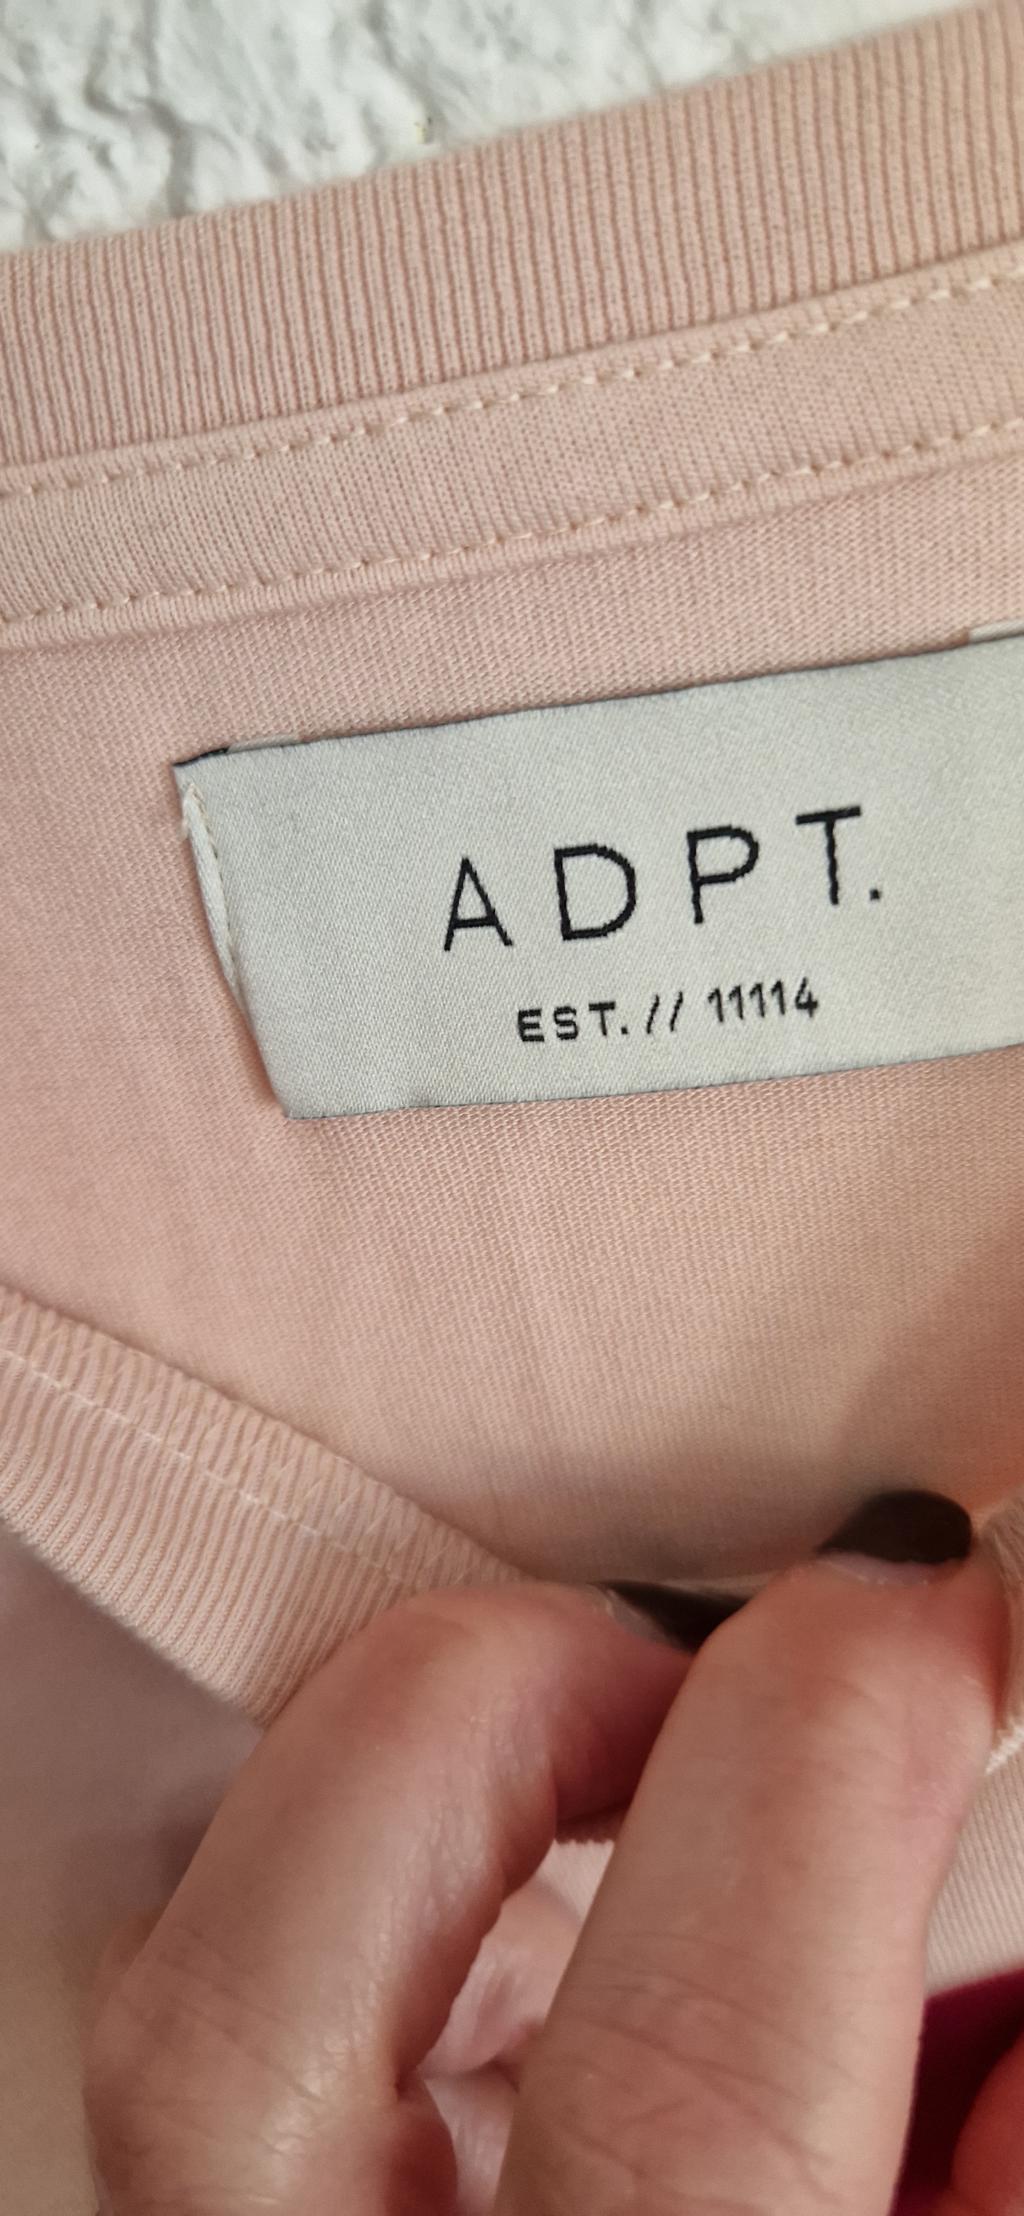 ADPT.
EST. // 11114